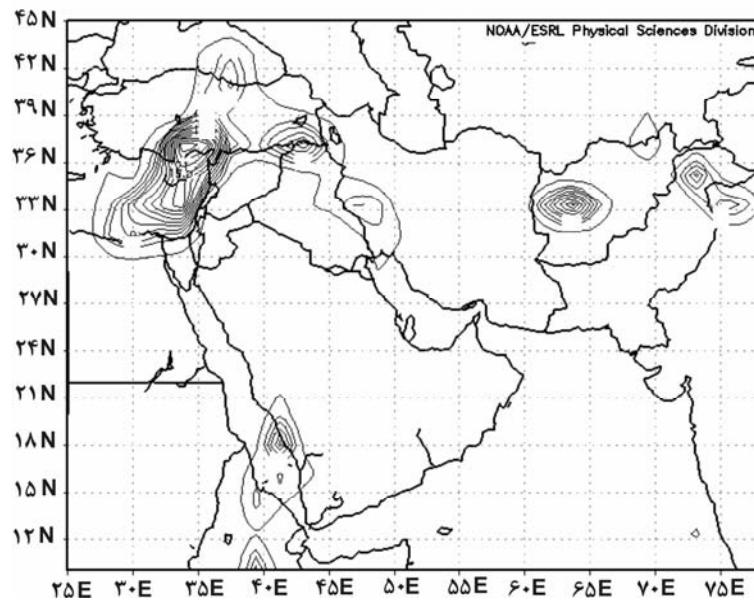 ۴۵N
NOAA/ESRL Physical Sciences Division
۴۲N
۳۹N
۳۶N
۳۳N
۳۰N
۲۷N
۲۴N
۲۱N
۱۸N
۱۵N
۱۲N
۲۵E ۳۰E ۳۵E ۴۰E ۴۵E ۵۰E ۵۵E ۶۰E ۶۵E ۷۰E ۷۵E